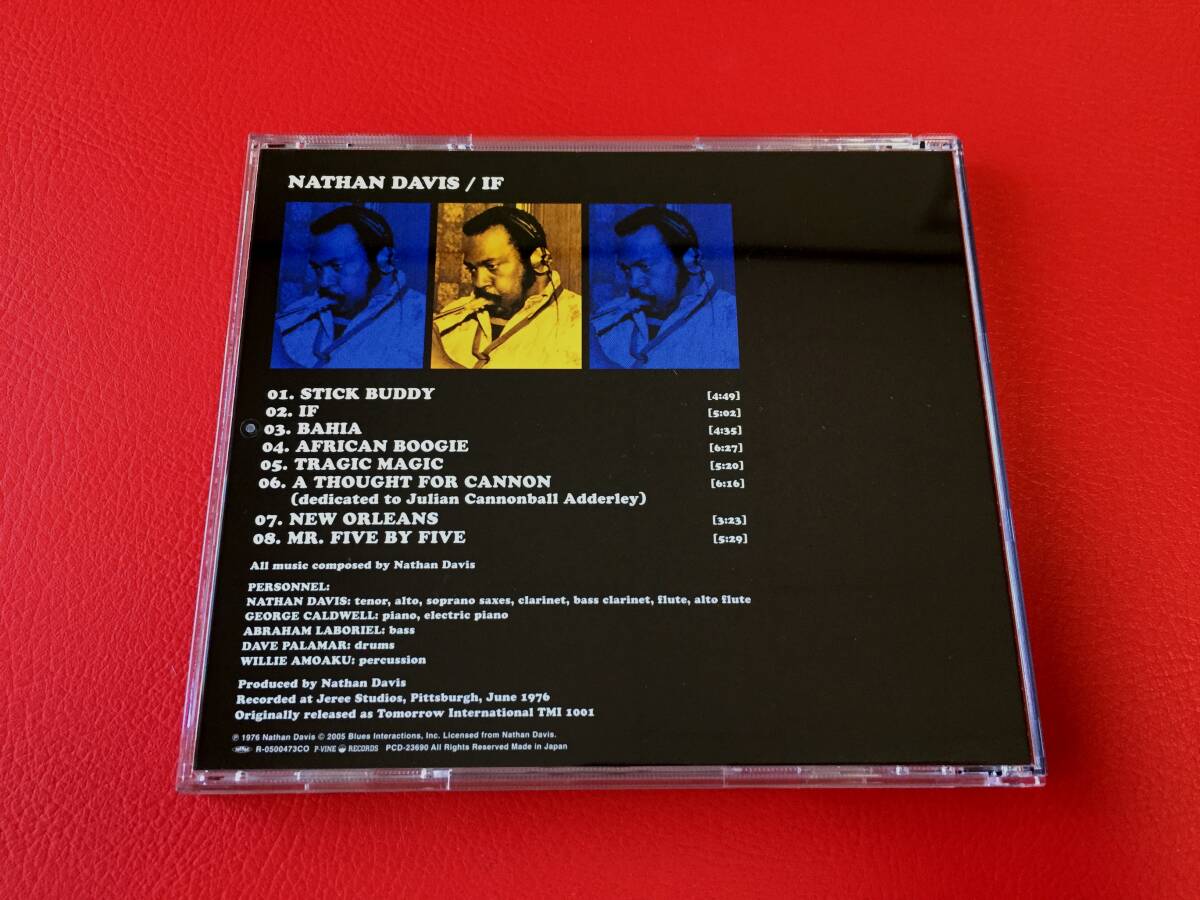 NATHAN DAVIS / IF
01. STICK BUDDY [4:49]
02. IF [5:02]
03. BAHIA [4:35]
04. AFRICAN BOOGIE [6:27]
05. TRAGIC MAGIC [5:20]
06. A THOUGHT FOR CANNON [6:16]
(dedicated to Julian Cannonball Adderley)
07. NEW ORLEANS [3:23]
08. MR. FIVE BY FIVE [5:29]
All music composed by Nathan Davis
PERSONNEL:
NATHAN DAVIS: tenor, alto, soprano saxes, clarinet, bass clarinet, flute, alto flute
GEORGE CALDWELL: piano, electric piano
ABRAHAM LABORIEL: bass
DAVE PALAMAR: drums
WILLIE AMOAKU: percussion
Produced by Nathan Davis
Recorded at Jeree Studios, Pittsburgh, June 1976
Originally released as Tomorrow International TMI 1001
℗ 1976 Nathan Davis © 2005 Blues Interactions, Inc. Licensed from Nathan Davis.
R-0500473CO P-VINE RECORDS PCD-23690 All Rights Reserved Made in Japan